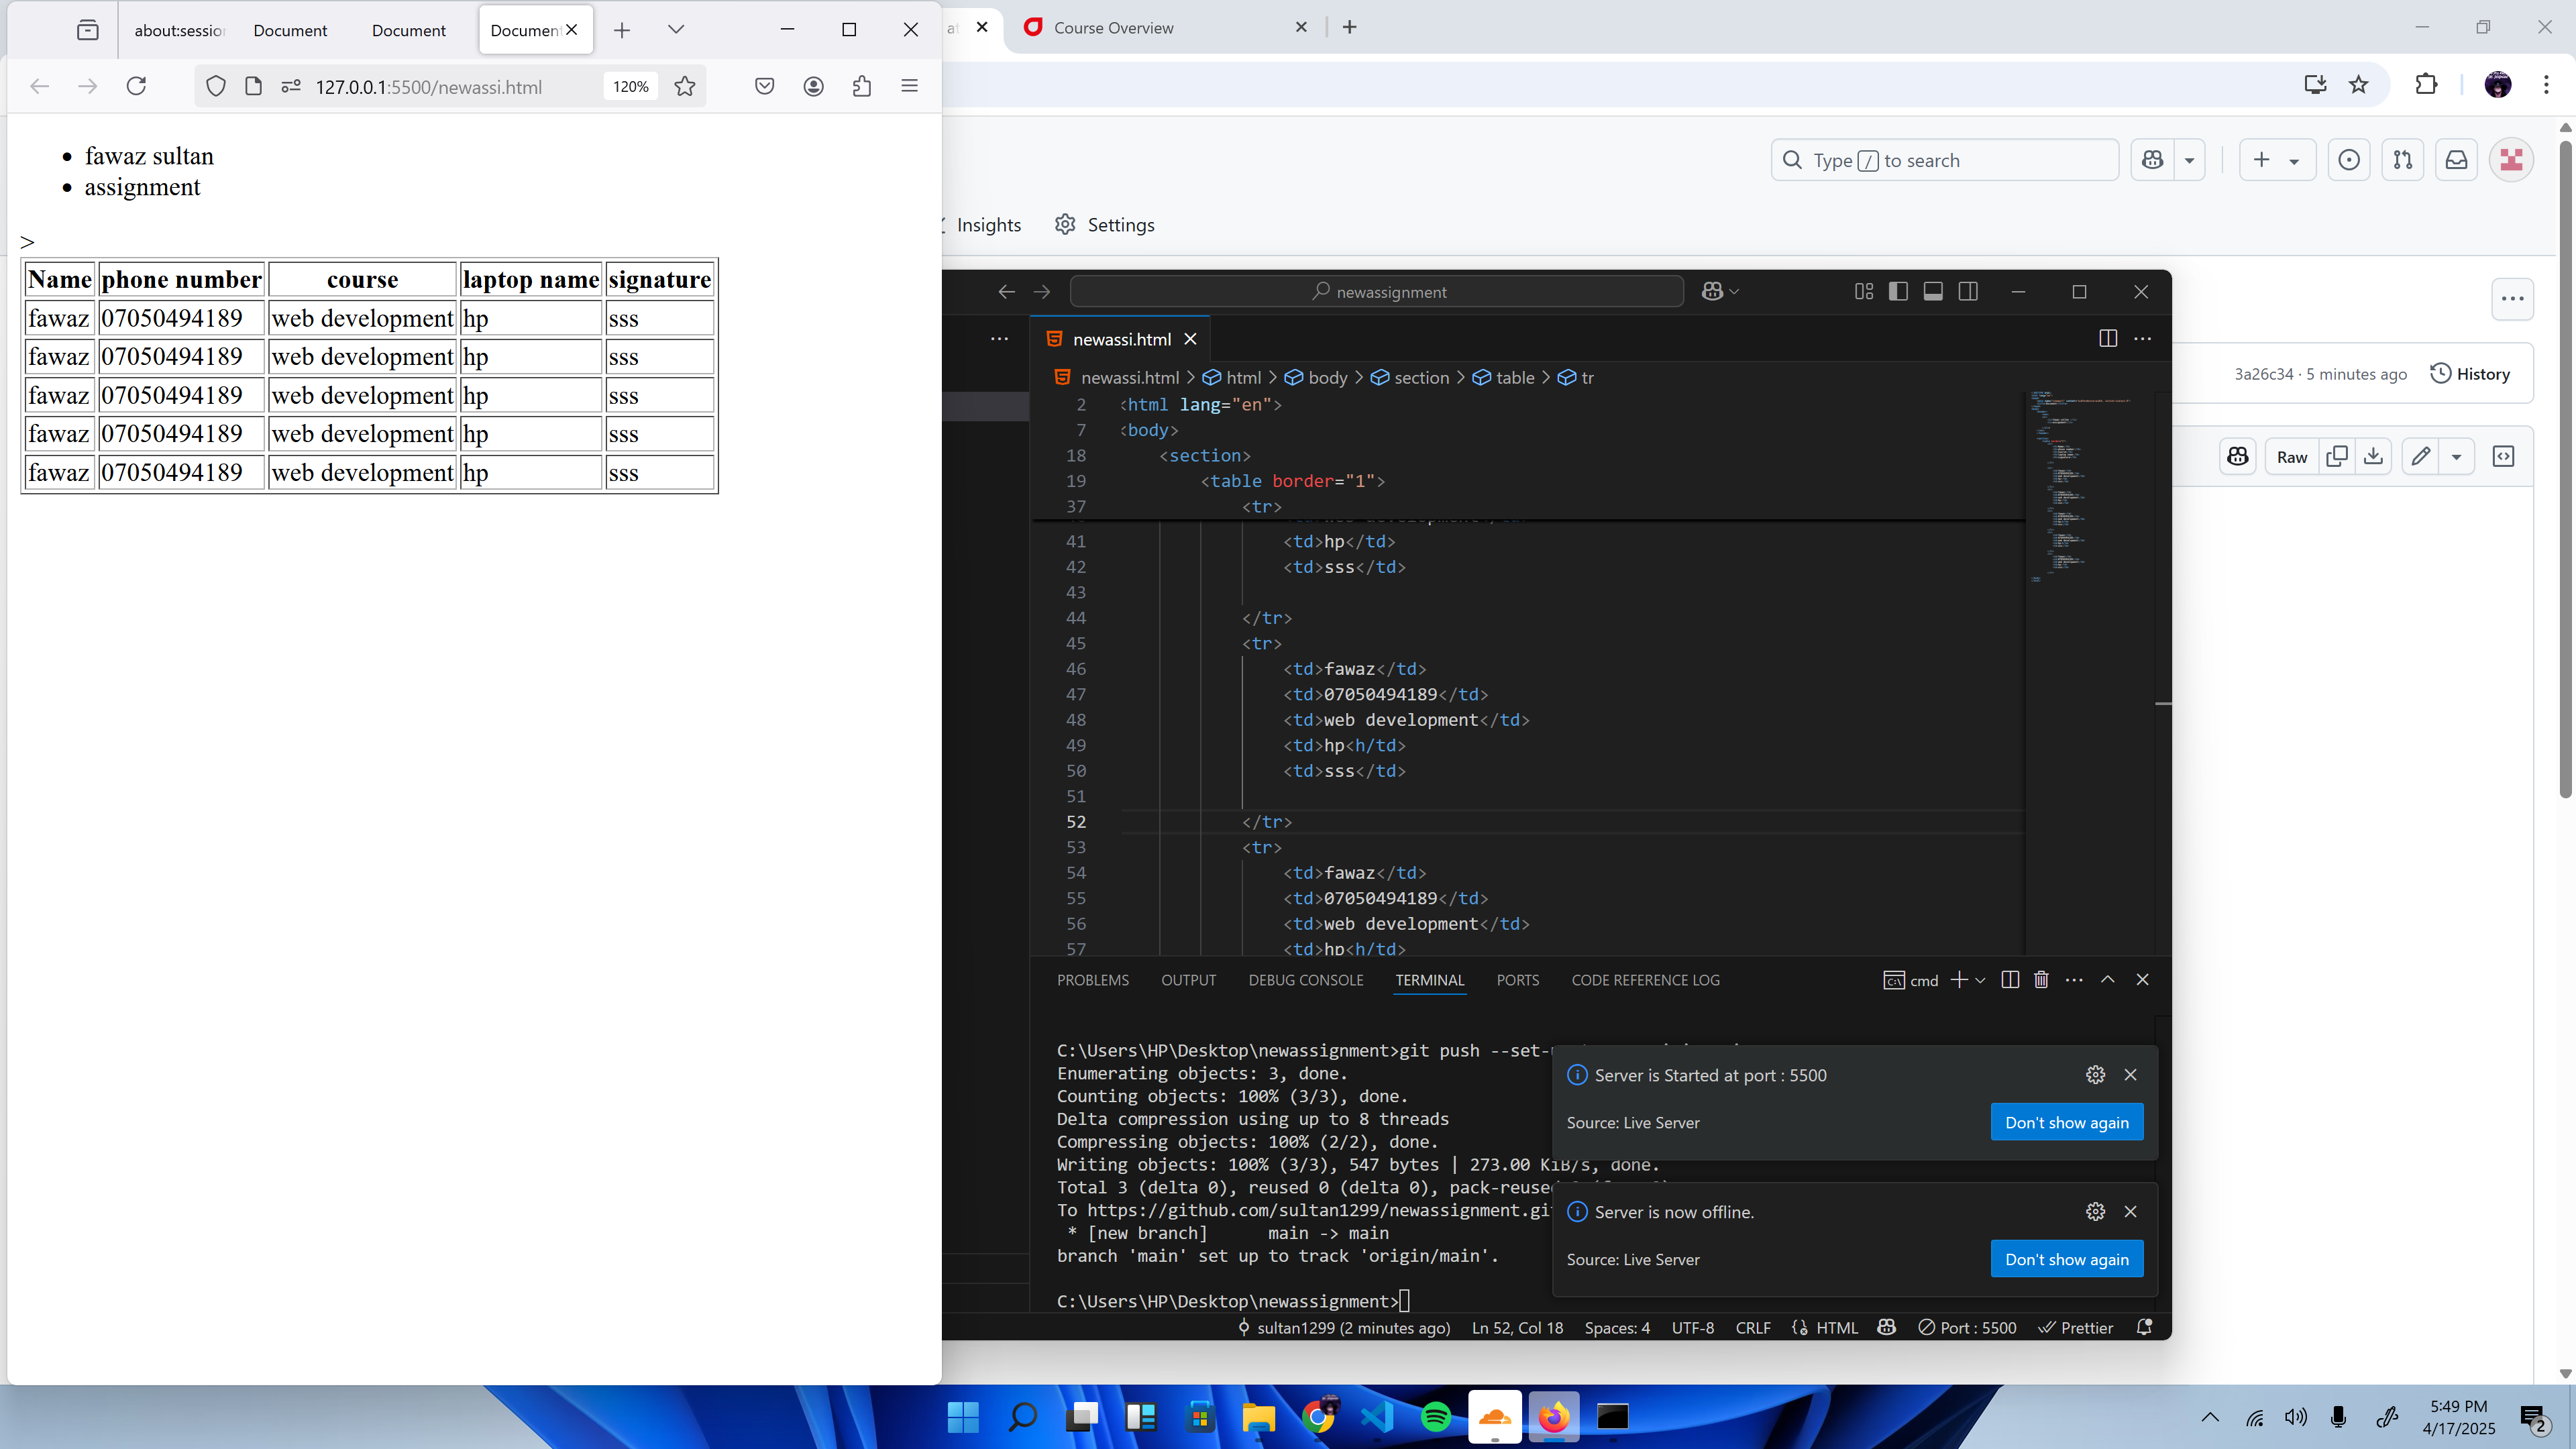 about:session
Document
Document
Document
127.0.0.1:5500/newassi.html
120%
fawaz sultan
assignment
>
Name phone number course laptop name signature
fawaz 07050494189 web development hp sss
fawaz 07050494189 web development hp sss
fawaz 07050494189 web development hp sss
fawaz 07050494189 web development hp sss
fawaz 07050494189 web development hp sss
at
Course Overview
Type / to search
Insights
Settings
3a26c34 · 5 minutes ago
History
Raw
newassignment
newassi.html
newassi.html > html > body > section > table > tr
2 <html lang="en">
7 <body>
18 <section>
19 <table border="1">
37 <tr>
41 <td>hp</td>
42 <td>sss</td>
43
44 </tr>
45 <tr>
46 <td>fawaz</td>
47 <td>07050494189</td>
48 <td>web development</td>
49 <td>hp<h/td>
50 <td>sss</td>
51
52 </tr>
53 <tr>
54 <td>fawaz</td>
55 <td>07050494189</td>
56 <td>web development</td>
57 <td>hp<h/td>
PROBLEMS OUTPUT DEBUG CONSOLE TERMINAL PORTS CODE REFERENCE LOG
cmd
C:\Users\HP\Desktop\newassignment>git push
Enumerating objects: 3, done.
Counting objects: 100% (3/3), done.
Delta compression using up to 8 threads
Compressing objects: 100% (2/2), done.
Writing objects: 100% (3/3), 547 bytes | 273.00 KiB/s, done.
Total 3 (delta 0), reused 0 (delta 0), pack-reused
To https://github.com/sultan1299/newassignment.git
* [new branch] main -> main
branch 'main' set up to track 'origin/main'.
C:\Users\HP\Desktop\newassignment>
Server is Started at port : 5500
Source: Live Server
Don't show again
Server is now offline.
Source: Live Server
Don't show again
sultan1299 (2 minutes ago) Ln 52, Col 18 Spaces: 4 UTF-8 CRLF HTML Port : 5500 Prettier
5:49 PM
4/17/2025
2